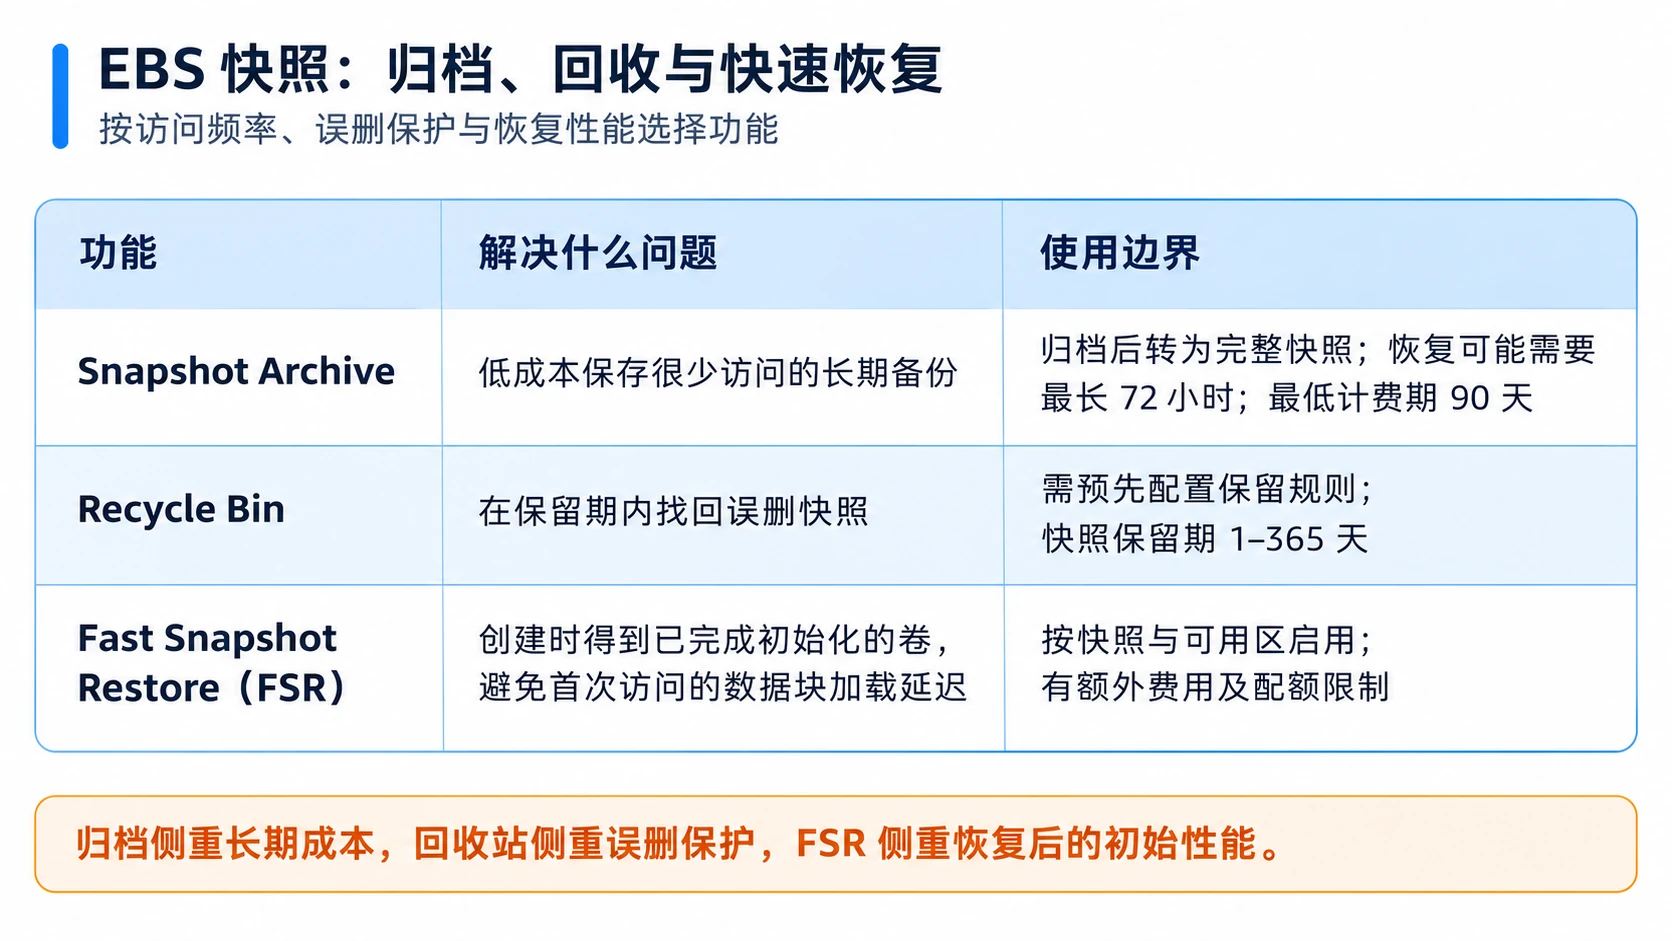 EBS 快照：归档、回收与快速恢复
按访问频率、误删保护与恢复性能选择功能
功能
解决什么问题
使用边界
Snapshot Archive
低成本保存很少访问的长期备份
归档后转为完整快照；恢复可能需要
最长 72 小时；最低计费期 90 天
Recycle Bin
在保留期内找回误删快照
需预先配置保留规则；
快照保留期 1–365 天
Fast Snapshot
Restore（FSR）
创建时得到已完成初始化的卷，
避免首次访问的数据块加载延迟
按快照与可用区启用；
有额外费用及配额限制
归档侧重长期成本，回收站侧重误删保护，FSR 侧重恢复后的初始性能。